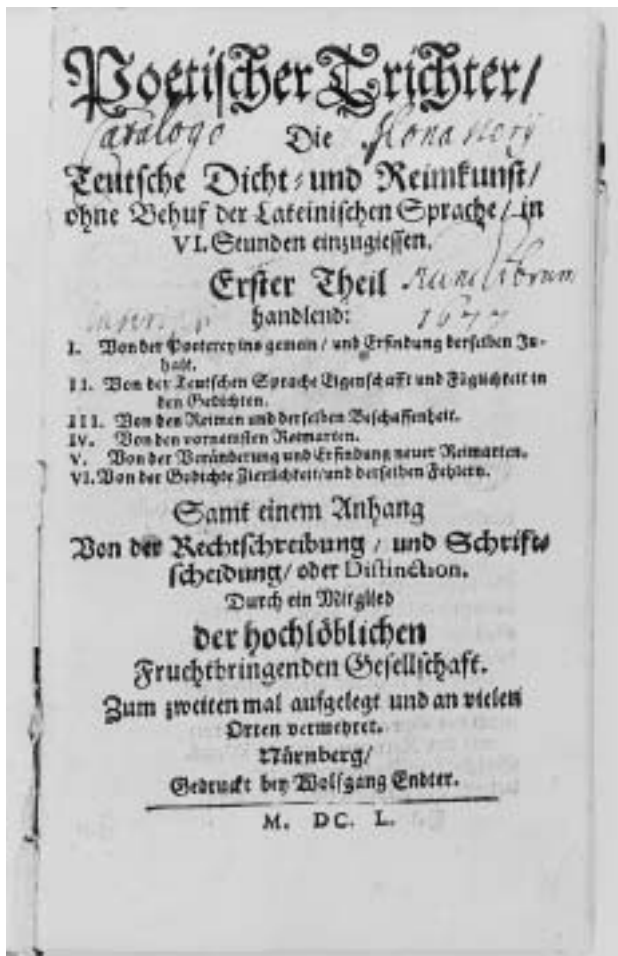 Poetischer Trichter/
Catalogo
Die
Teutsche Dicht- und Reimkunst/
ohne Behuf der Lateinischen Sprache/ in
VI. Stunden einzugiessen.
Erster Theil
handlend:
1677
I. Von der Poeterey ins gemein/ und Erfindung derselben In-
halt.
II. Von der Teutschen Sprache Eigenschafft und Füglichkeit in
den Gedichten.
III. Von den Reimen und derselben Beschaffenheit.
IV. Von den vornemsten Reimarten.
V. Von der Veränderung und Erfindung neuer Reimarten.
VI. Von der Gedichte Zierlichkeit/ und derselben Fehlern.
Samt einem Anhang
Von der Rechtschreibung/ und Schrift-
scheidung/ oder Distinction.
Durch ein Mitglied
der hochlöblichen
Fruchtbringenden Gesellschaft.
Zum zweiten mal aufgelegt und an vielen
Orten vermehret.
Nürnberg/
Gedruckt bey Wolfgang Endter.
M. DC. L.